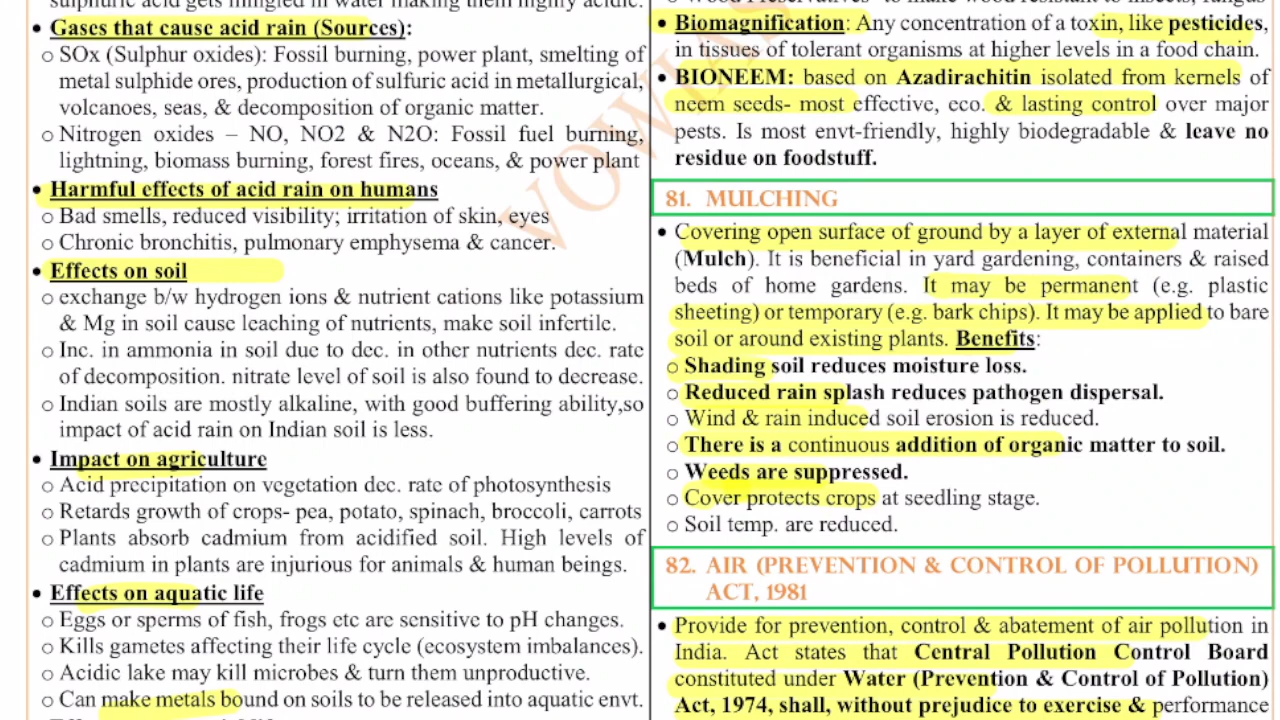 sulphuric acid gets mingled in water making them highly acidic.
• Gases that cause acid rain (Sources):
o SOx (Sulphur oxides): Fossil burning, power plant, smelting of
metal sulphide ores, production of sulfuric acid in metallurgical,
volcanoes, seas, & decomposition of organic matter.
o Nitrogen oxides – NO, NO2 & N2O: Fossil fuel burning,
lightning, biomass burning, forest fires, oceans, & power plant
• Harmful effects of acid rain on humans
o Bad smells, reduced visibility; irritation of skin, eyes
o Chronic bronchitis, pulmonary emphysema & cancer.
• Effects on soil
o exchange b/w hydrogen ions & nutrient cations like potassium
& Mg in soil cause leaching of nutrients, make soil infertile.
o Inc. in ammonia in soil due to dec. in other nutrients dec. rate
of decomposition. nitrate level of soil is also found to decrease.
o Indian soils are mostly alkaline, with good buffering ability,so
impact of acid rain on Indian soil is less.
• Impact on agriculture
o Acid precipitation on vegetation dec. rate of photosynthesis
o Retards growth of crops- pea, potato, spinach, broccoli, carrots
o Plants absorb cadmium from acidified soil. High levels of
cadmium in plants are injurious for animals & human beings.
• Effects on aquatic life
o Eggs or sperms of fish, frogs etc are sensitive to pH changes.
o Kills gametes affecting their life cycle (ecosystem imbalances).
o Acidic lake may kill microbes & turn them unproductive.
o Can make metals bound on soils to be released into aquatic envt.
o Wood Preservatives- to make wood resistant to insects, fungus
• Biomagnification: Any concentration of a toxin, like pesticides,
in tissues of tolerant organisms at higher levels in a food chain.
• BIONEEM: based on Azadirachitin isolated from kernels of
neem seeds- most effective, eco. & lasting control over major
pests. Is most envt-friendly, highly biodegradable & leave no
residue on foodstuff.
81. MULCHING
• Covering open surface of ground by a layer of external material
(Mulch). It is beneficial in yard gardening, containers & raised
beds of home gardens. It may be permanent (e.g. plastic
sheeting) or temporary (e.g. bark chips). It may be applied to bare
soil or around existing plants. Benefits:
o Shading soil reduces moisture loss.
o Reduced rain splash reduces pathogen dispersal.
o Wind & rain induced soil erosion is reduced.
o There is a continuous addition of organic matter to soil.
o Weeds are suppressed.
o Cover protects crops at seedling stage.
o Soil temp. are reduced.
82. AIR (PREVENTION & CONTROL OF POLLUTION)
ACT, 1981
• Provide for prevention, control & abatement of air pollution in
India. Act states that Central Pollution Control Board
constituted under Water (Prevention & Control of Pollution)
Act, 1974, shall, without prejudice to exercise & performance